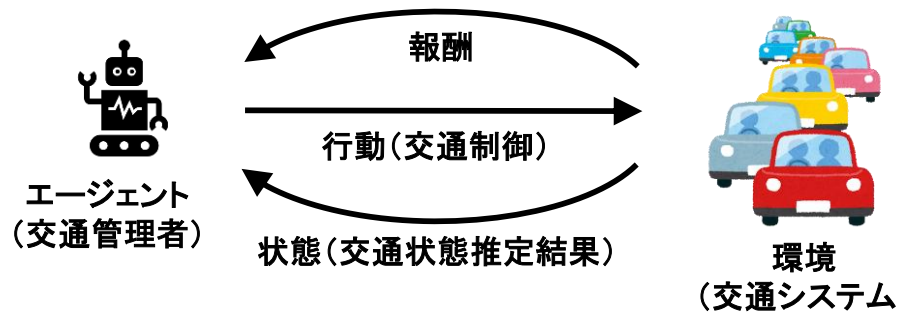 報酬
行動(交通制御)
エージェント
(交通管理者)
状態(交通状態推定結果)
環境
(交通システム